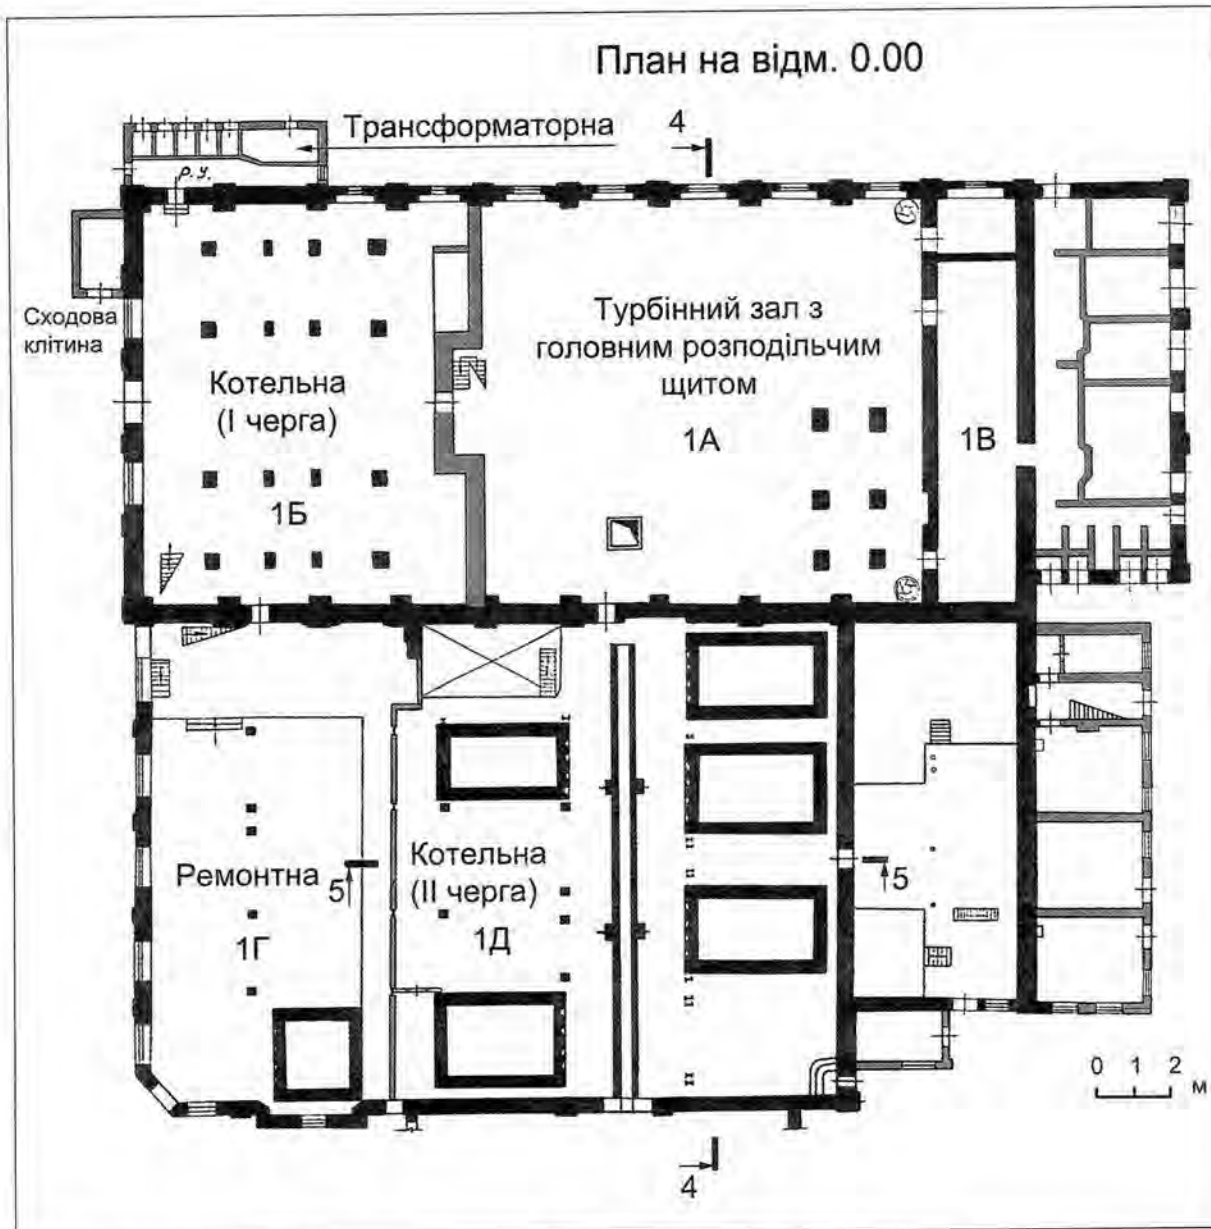 План на відм. 0.00
Трансформаторна
4
Р.У.
Сходова
клітина
Турбінний зал з
головним розподільчим
щитом
Котельна
(І черга)
1А
1В
1Б
Котельна
(ІІ черга)
Ремонтна
5
5
1Г
1Д
0 1 2
м
4